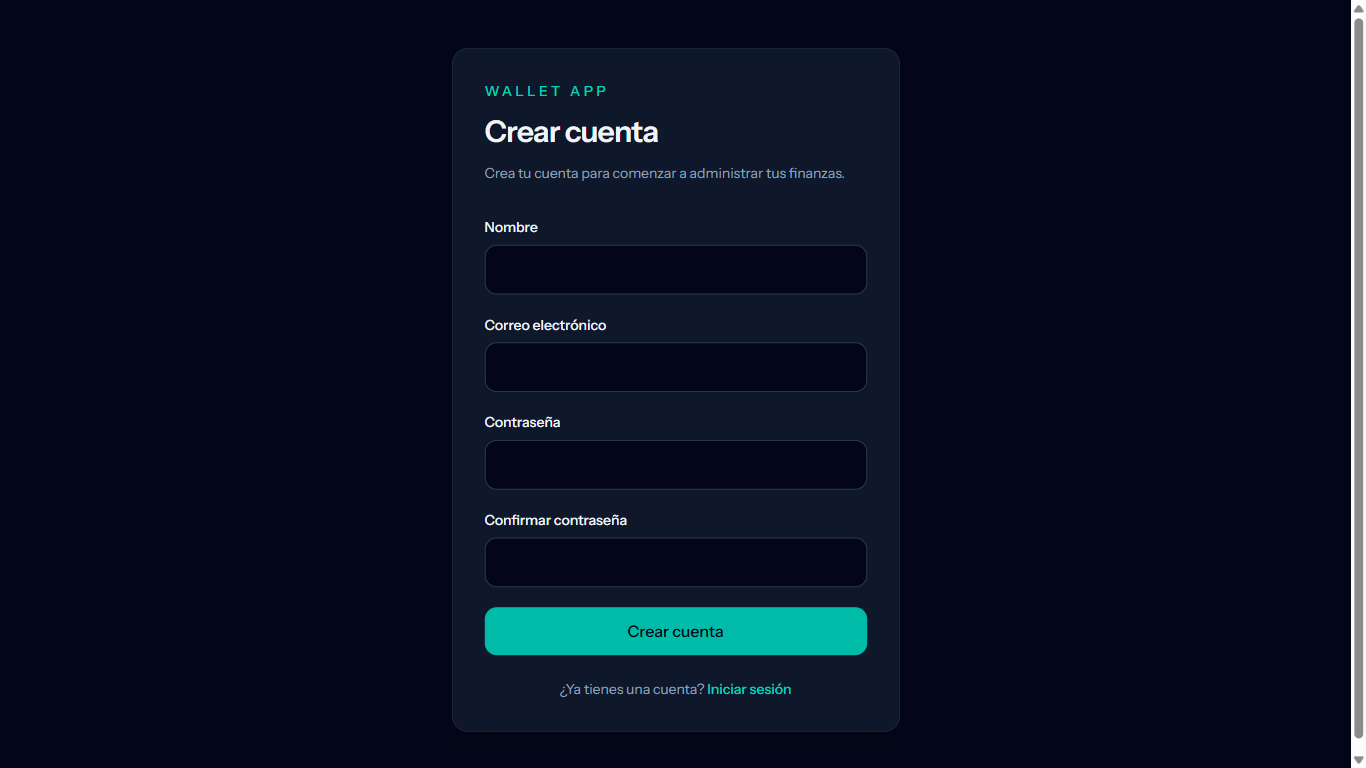 WALLET APP
Crear cuenta
Crea tu cuenta para comenzar a administrar tus finanzas.
Nombre
Correo electrónico
Contraseña
Confirmar contraseña
Crear cuenta
¿Ya tienes una cuenta? Iniciar sesión